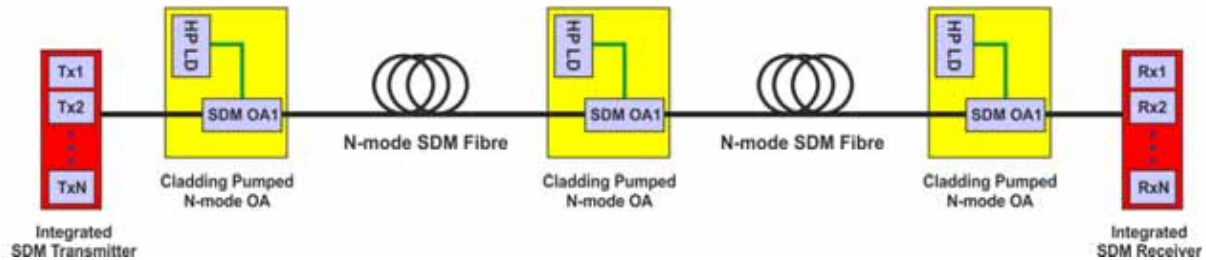 Tx1
Tx2
TxN
Integrated
SDM Transmitter
HP LD
SDM OA1
Cladding Pumped
N-mode OA
N-mode SDM Fibre
HP LD
SDM OA1
Cladding Pumped
N-mode OA
N-mode SDM Fibre
HP LD
SDM OA1
Cladding Pumped
N-mode OA
Rx1
Rx2
RxN
Integrated
SDM Receiver